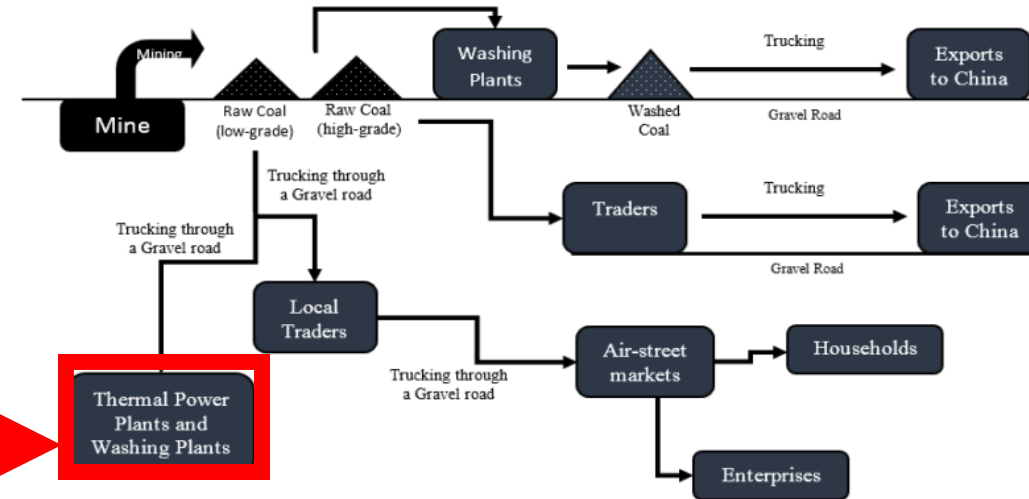 Mining
Mine
Raw Coal
(low-grade)
Raw Coal
(high-grade)
Washing
Plants
Washed
Coal
Trucking
Gravel Road
Exports
to China
Trucking through
a Gravel road
Trucking through
a Gravel road
Traders
Trucking
Gravel Road
Exports
to China
Local
Traders
Trucking through
a Gravel road
Air-street
markets
Households
Enterprises
Thermal Power
Plants and
Washing Plants